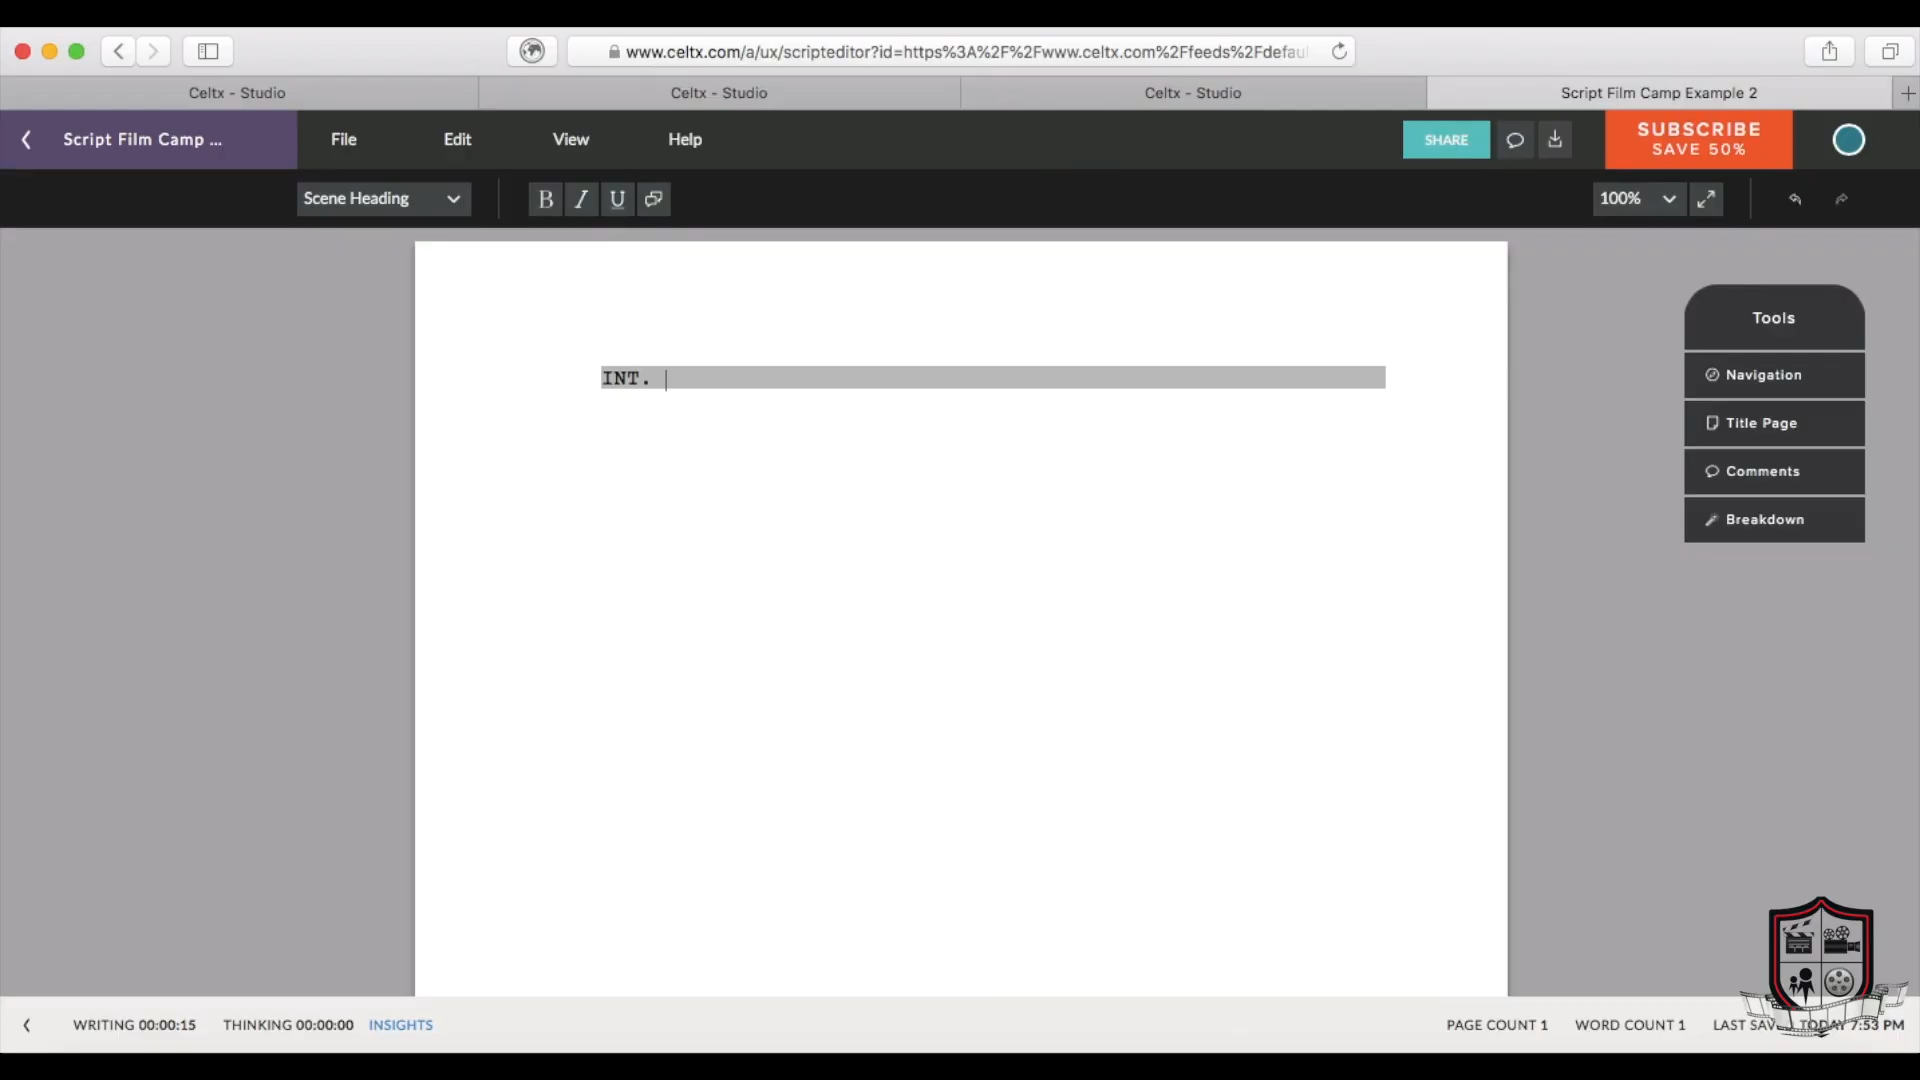 www.celtx.com/a/ux/scripteditor?id=https%3A%2F%2Fwww.celtx.com%2Ffeeds%2Fdefau
Celtx - Studio
Celtx - Studio
Celtx - Studio
Script Film Camp Example 2
Script Film Camp ...
File
Edit
View
Help
SHARE
SUBSCRIBE
SAVE 50%
Scene Heading
B
I
U
100%
INT.
Tools
Navigation
Title Page
Comments
Breakdown
WRITING 00:00:15
THINKING 00:00:00
INSIGHTS
PAGE COUNT 1
WORD COUNT 1
LAST SAV TODAY 7:53 PM